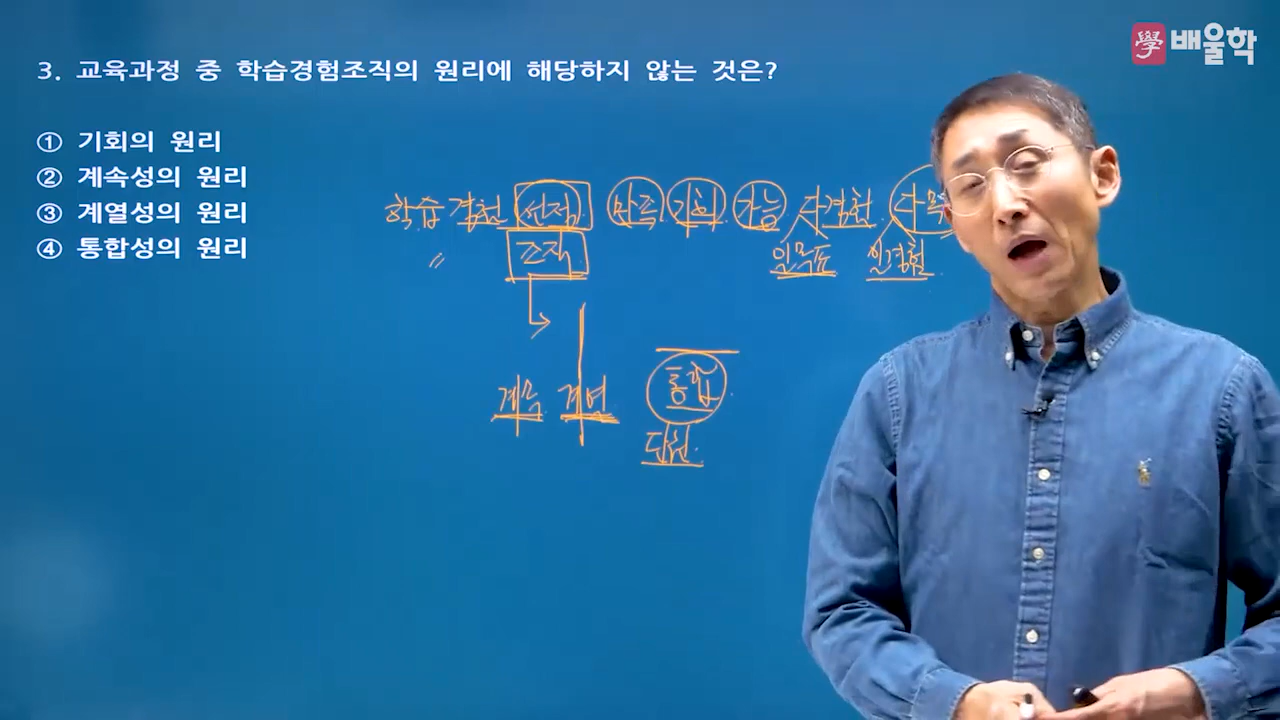 學 배울학
3. 교육과정 중 학습경험조직의 원리에 해당하지 않는 것은?
① 기회의 원리
② 계속성의 원리
③ 계열성의 원리
④ 통합성의 원리
학습 경험 선정 만족 기회 가능 다경험 다목
〃 조직 일목표 일경험
계속 계열 통합
단원